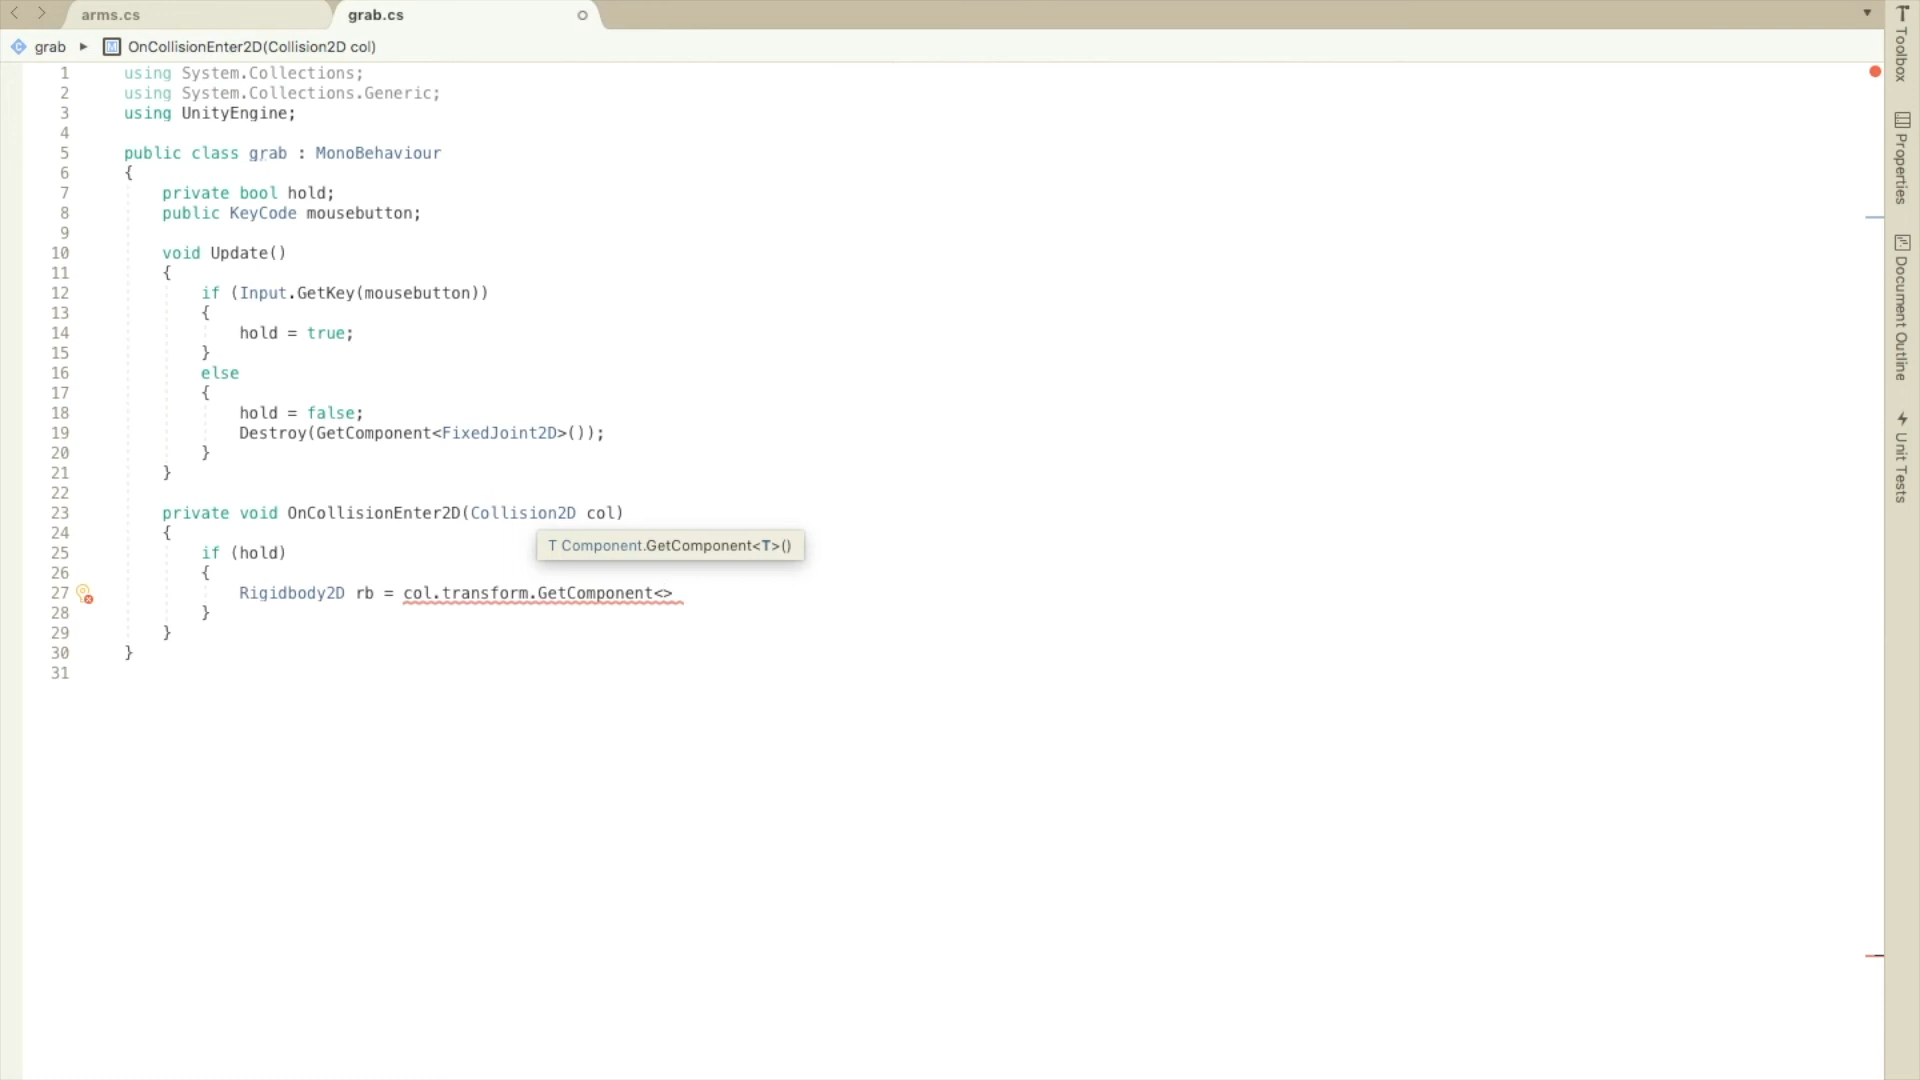 arms.cs
grab.cs
grab
OnCollisionEnter2D(Collision2D col)
1 using System.Collections;
2 using System.Collections.Generic;
3 using UnityEngine;
4
5 public class grab : MonoBehaviour
6 {
7 private bool hold;
8 public KeyCode mousebutton;
9
10 void Update()
11 {
12 if (Input.GetKey(mousebutton))
13 {
14 hold = true;
15 }
16 else
17 {
18 hold = false;
19 Destroy(GetComponent<FixedJoint2D>());
20 }
21 }
22
23 private void OnCollisionEnter2D(Collision2D col)
24 {
T Component.GetComponent<T>()
25 if (hold)
26 {
27 Rigidbody2D rb = col.transform.GetComponent<>
28 }
29 }
30 }
31
Toolbox
Properties
Document Outline
Unit Tests